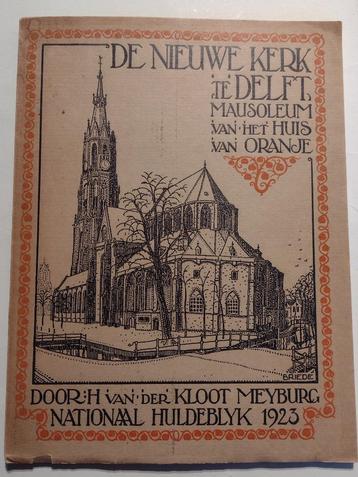 DE NIEUWE KERK
TE DELFT
MAUSOLEUM
VAN HET HUIS
VAN ORANJE
BRIEDE
DOOR: H VAN DER KLOOT MEYBURG
NATIONAAL HULDEBLYK 1923